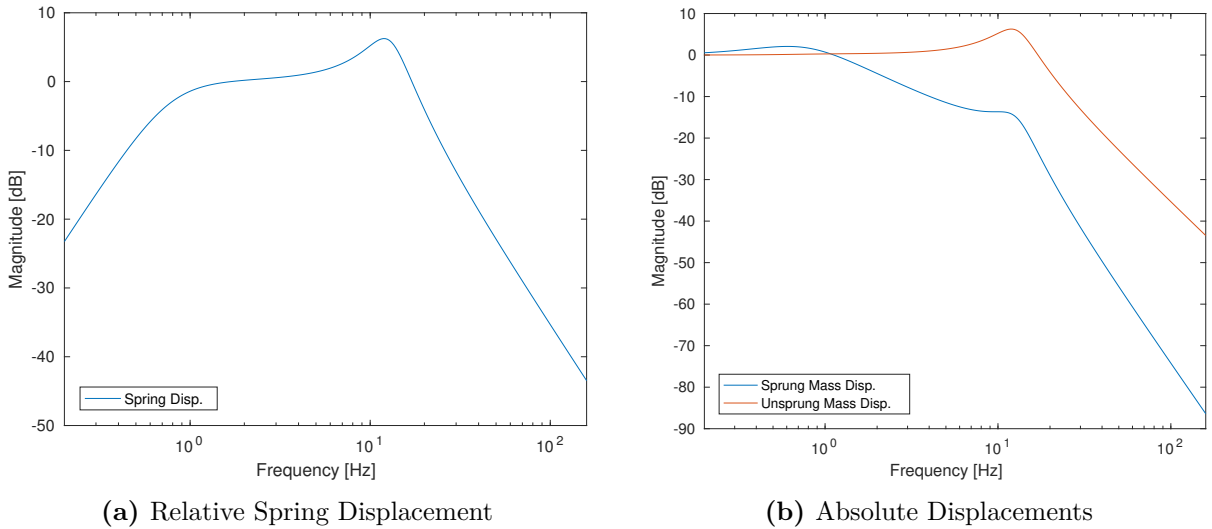 10
0
-10
-20
-30
-40
-50
Magnitude [dB]
Spring Disp.
10^0
10^1
10^2
Frequency [Hz]
(a) Relative Spring Displacement
10
0
-10
-20
-30
-40
-50
-60
-70
-80
-90
Magnitude [dB]
Sprung Mass Disp.
Unsprung Mass Disp.
10^0
10^1
10^2
Frequency [Hz]
(b) Absolute Displacements